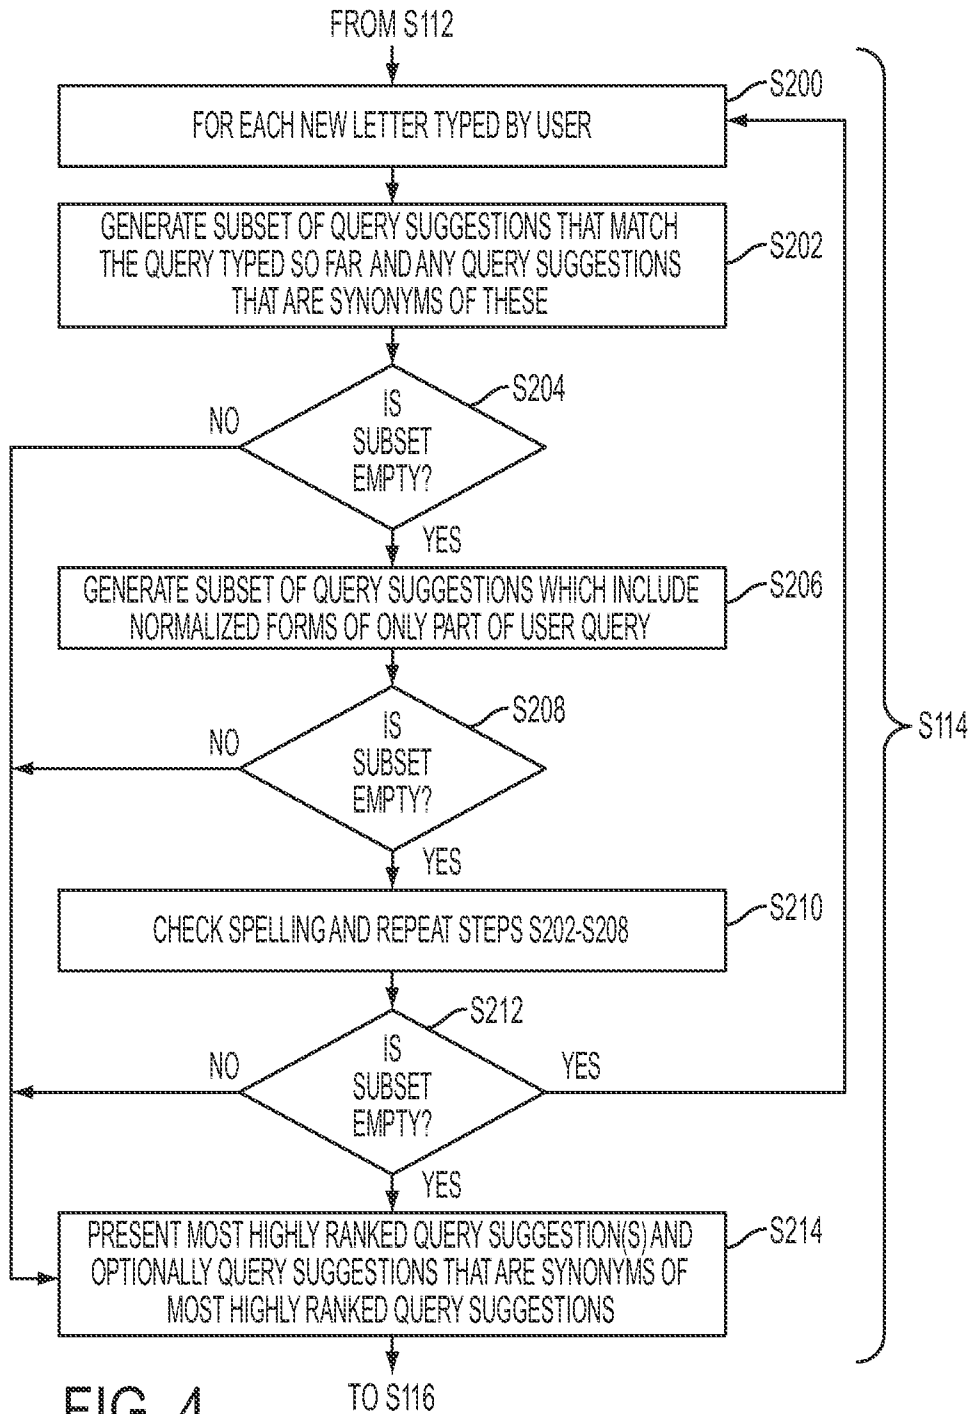 FROM S112
S200
FOR EACH NEW LETTER TYPED BY USER
GENERATE SUBSET OF QUERY SUGGESTIONS THAT MATCH
THE QUERY TYPED SO FAR AND ANY QUERY SUGGESTIONS
THAT ARE SYNONYMS OF THESE
S202
S204
IS
SUBSET
EMPTY?
NO
YES
GENERATE SUBSET OF QUERY SUGGESTIONS WHICH INCLUDE
NORMALIZED FORMS OF ONLY PART OF USER QUERY
S206
S208
IS
SUBSET
EMPTY?
NO
YES
S114
CHECK SPELLING AND REPEAT STEPS S202-S208
S210
S212
IS
SUBSET
EMPTY?
NO
YES
YES
PRESENT MOST HIGHLY RANKED QUERY SUGGESTION(S) AND
OPTIONALLY QUERY SUGGESTIONS THAT ARE SYNONYMS OF
MOST HIGHLY RANKED QUERY SUGGESTIONS
S214
TO S116
FIG. 4